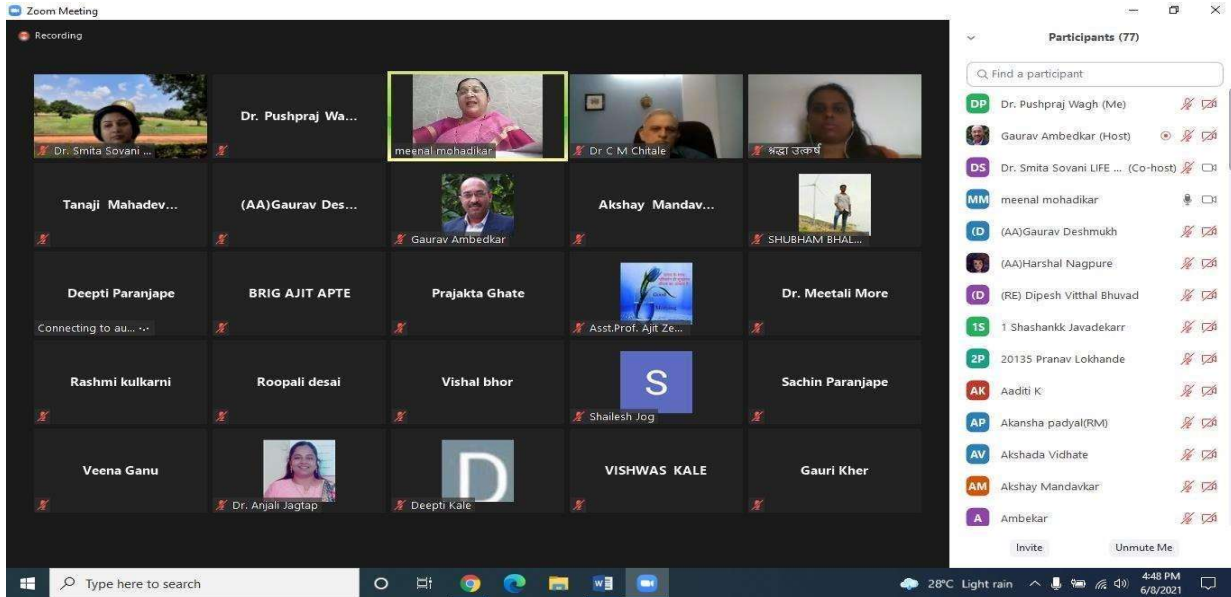 Zoom Meeting
Recording
Participants (77)
Find a participant
Dr. Smita Sovani ...
Dr. Pushpraj Wa...
meenal mohadikar
Dr C M Chitale
श्रद्धा उत्कर्ष
Tanaji Mahadev...
(AA)Gaurav Des...
Gaurav Ambedkar
Akshay Mandav...
SHUBHAM BHAL...
Deepti Paranjape
Connecting to au...
BRIG AJIT APTE
Prajakta Ghate
Asst.Prof. Ajit Ze...
Dr. Meetali More
Rashmi kulkarni
Roopali desai
Vishal bhor
S
Shailesh Jog
Sachin Paranjape
Veena Ganu
Dr. Anjali Jagtap
D
Deepti Kale
VISHWAS KALE
Gauri Kher
DP Dr. Pushpraj Wagh (Me)
Gaurav Ambedkar (Host)
DS Dr. Smita Sovani LIFE ... (Co-host)
MM meenal mohadikar
(D (AA)Gaurav Deshmukh
(AA)Harshal Nagpure
(D (RE) Dipesh Vitthal Bhuvad
1S 1 Shashankk Javadekarr
2P 20135 Pranav Lokhande
AK Aaditi K
AP Akansha padyal(RM)
AV Akshada Vidhate
AM Akshay Mandavkar
A Ambekar
Invite Unmute Me
Type here to search
28°C Light rain
4:48 PM
6/8/2021